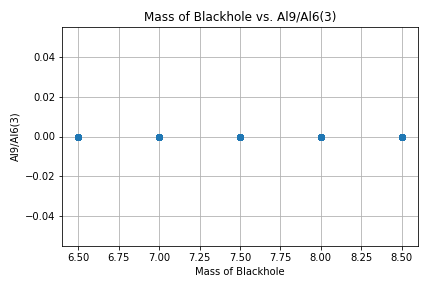 Mass of Blackhole vs. Al9/Al6(3)
0.04
0.02
0.00
−0.02
−0.04
Al9/Al6(3)
6.50 6.75 7.00 7.25 7.50 7.75 8.00 8.25 8.50
Mass of Blackhole